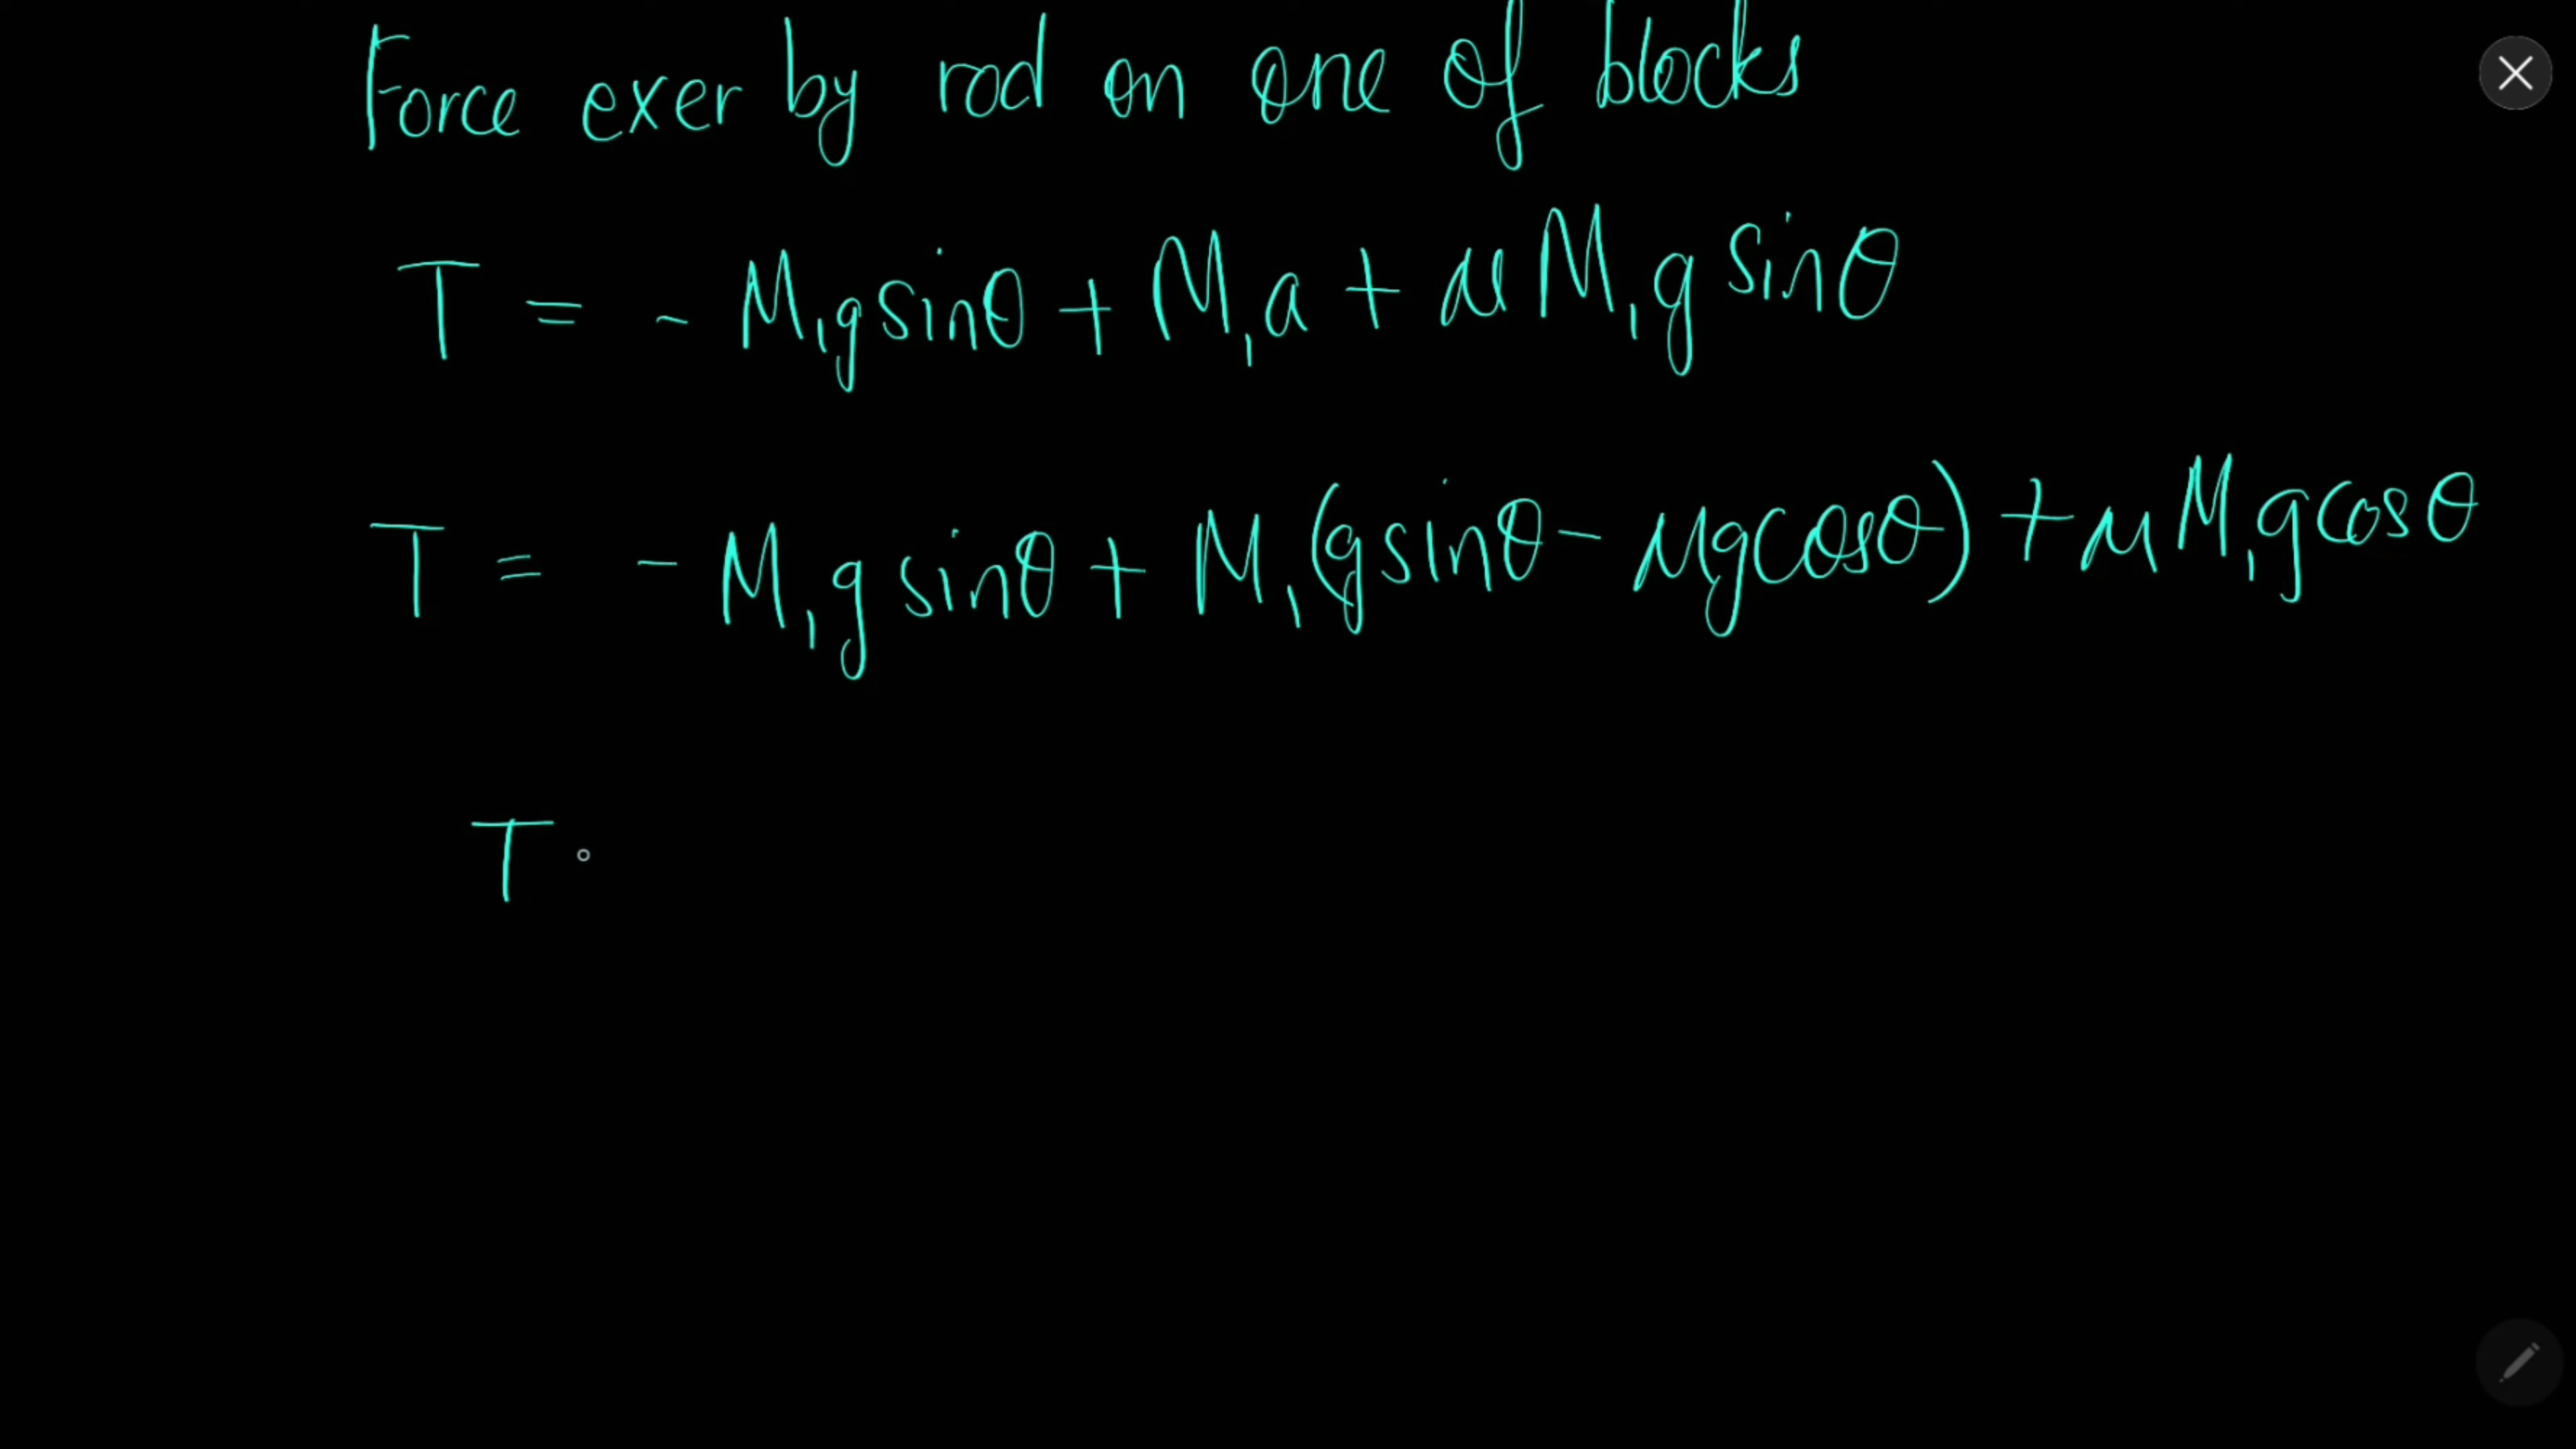 Force exer by rod on one of blocks
T = - M₁g sinθ + M₁a + μM₁g sinθ
T = - M₁g sinθ + M₁(g sinθ - μg cosθ) + μM₁g cosθ
T